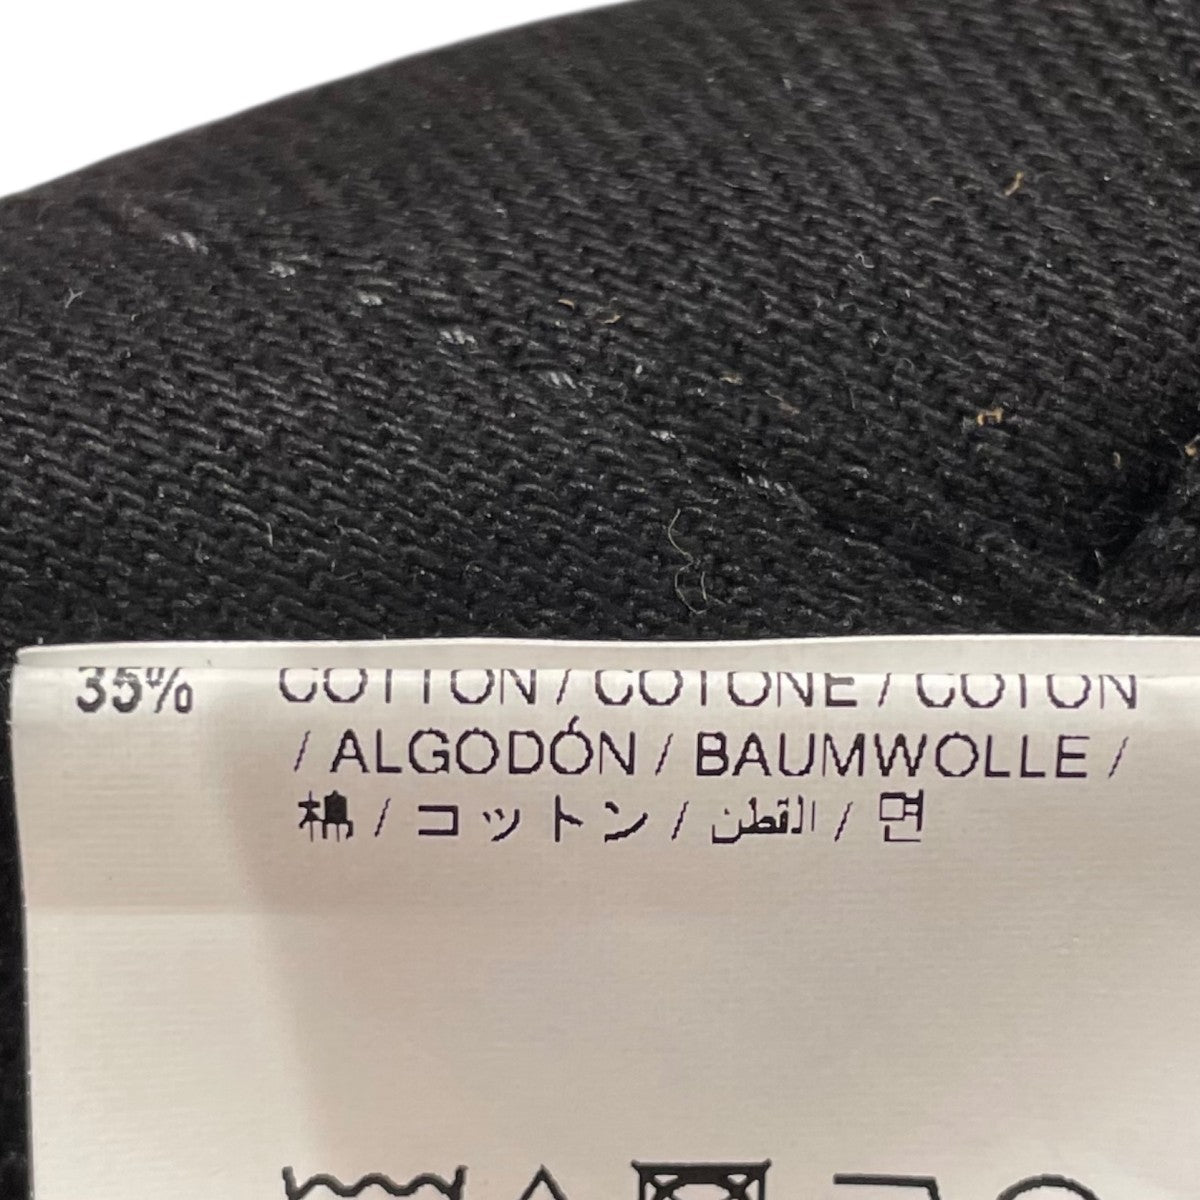 35% COTTON / COTONE / COTON
/ ALGODÓN / BAUMWOLLE /
棉 / コットン / القطن / 면